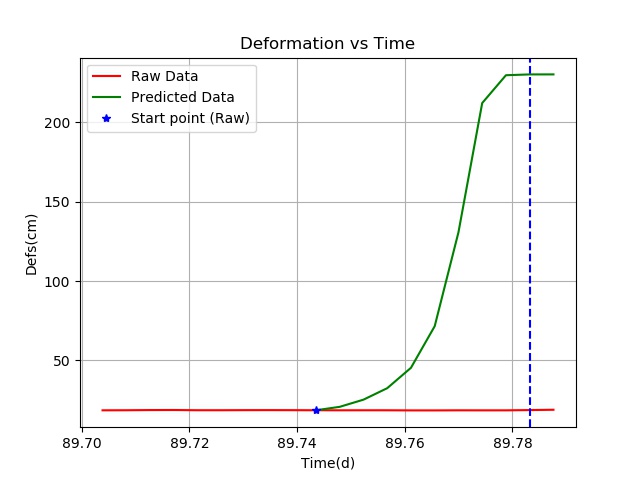 Deformation vs Time
Raw Data
Predicted Data
Start point (Raw)
Defs(cm)
200
150
100
50
89.70 89.72 89.74 89.76 89.78
Time(d)